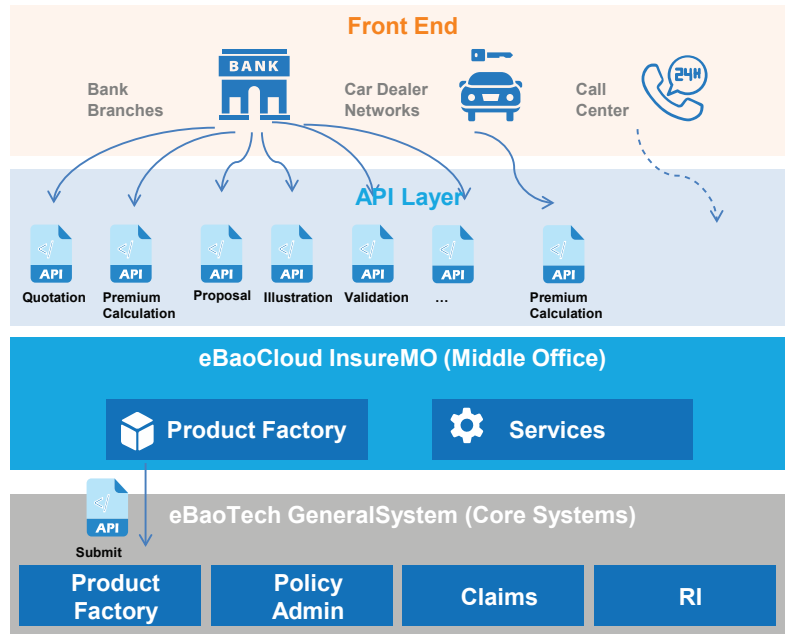 Front End
Bank
Branches
BANK
Car Dealer
Networks
Call
Center
24H
API Layer
API
API
API
API
API
API
API
Quotation
Premium
Calculation
Proposal
Illustration
Validation
…
Premium
Calculation
eBaoCloud InsureMO (Middle Office)
Product Factory
Services
API
Submit
eBaoTech GeneralSystem (Core Systems)
Product
Factory
Policy
Admin
Claims
RI